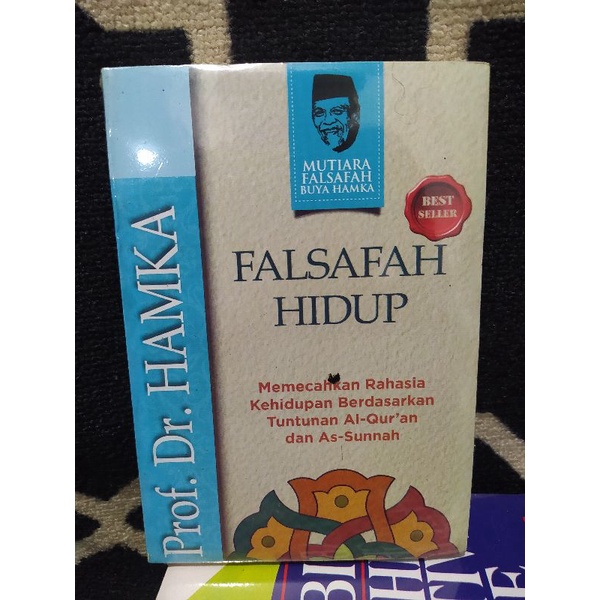 MUTIARA
FALSAFAH
BUYA HAMKA
BEST
SELLER
FALSAFAH
HIDUP
Memecahkan Rahasia
Kehidupan Berdasarkan
Tuntunan Al-Qur'an
dan As-Sunnah
Prof. Dr. HAMKA